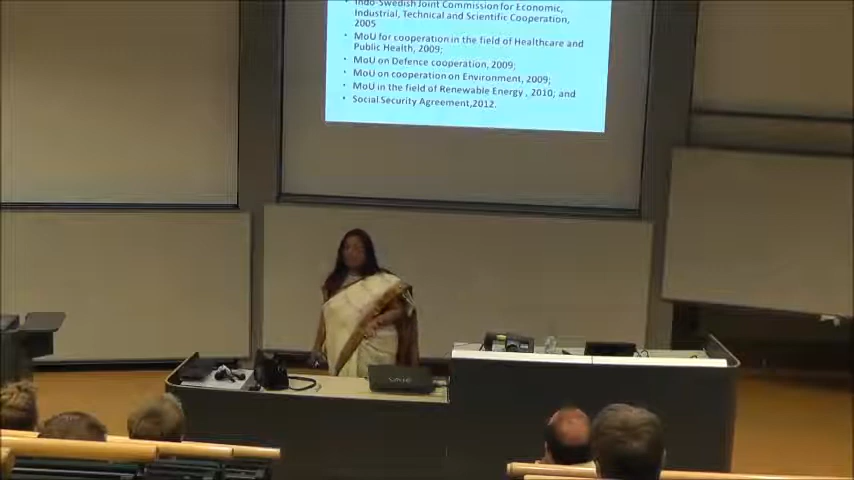 • Indo-Swedish Joint Commission for Economic,
Industrial, Technical and Scientific Cooperation,
2005
• MoU for cooperation in the field of Healthcare and
Public Health, 2009;
• MoU on Defence cooperation, 2009;
• MoU on cooperation on Environment, 2009;
• MoU in the field of Renewable Energy , 2010; and
• Social Security Agreement,2012.
VAIO